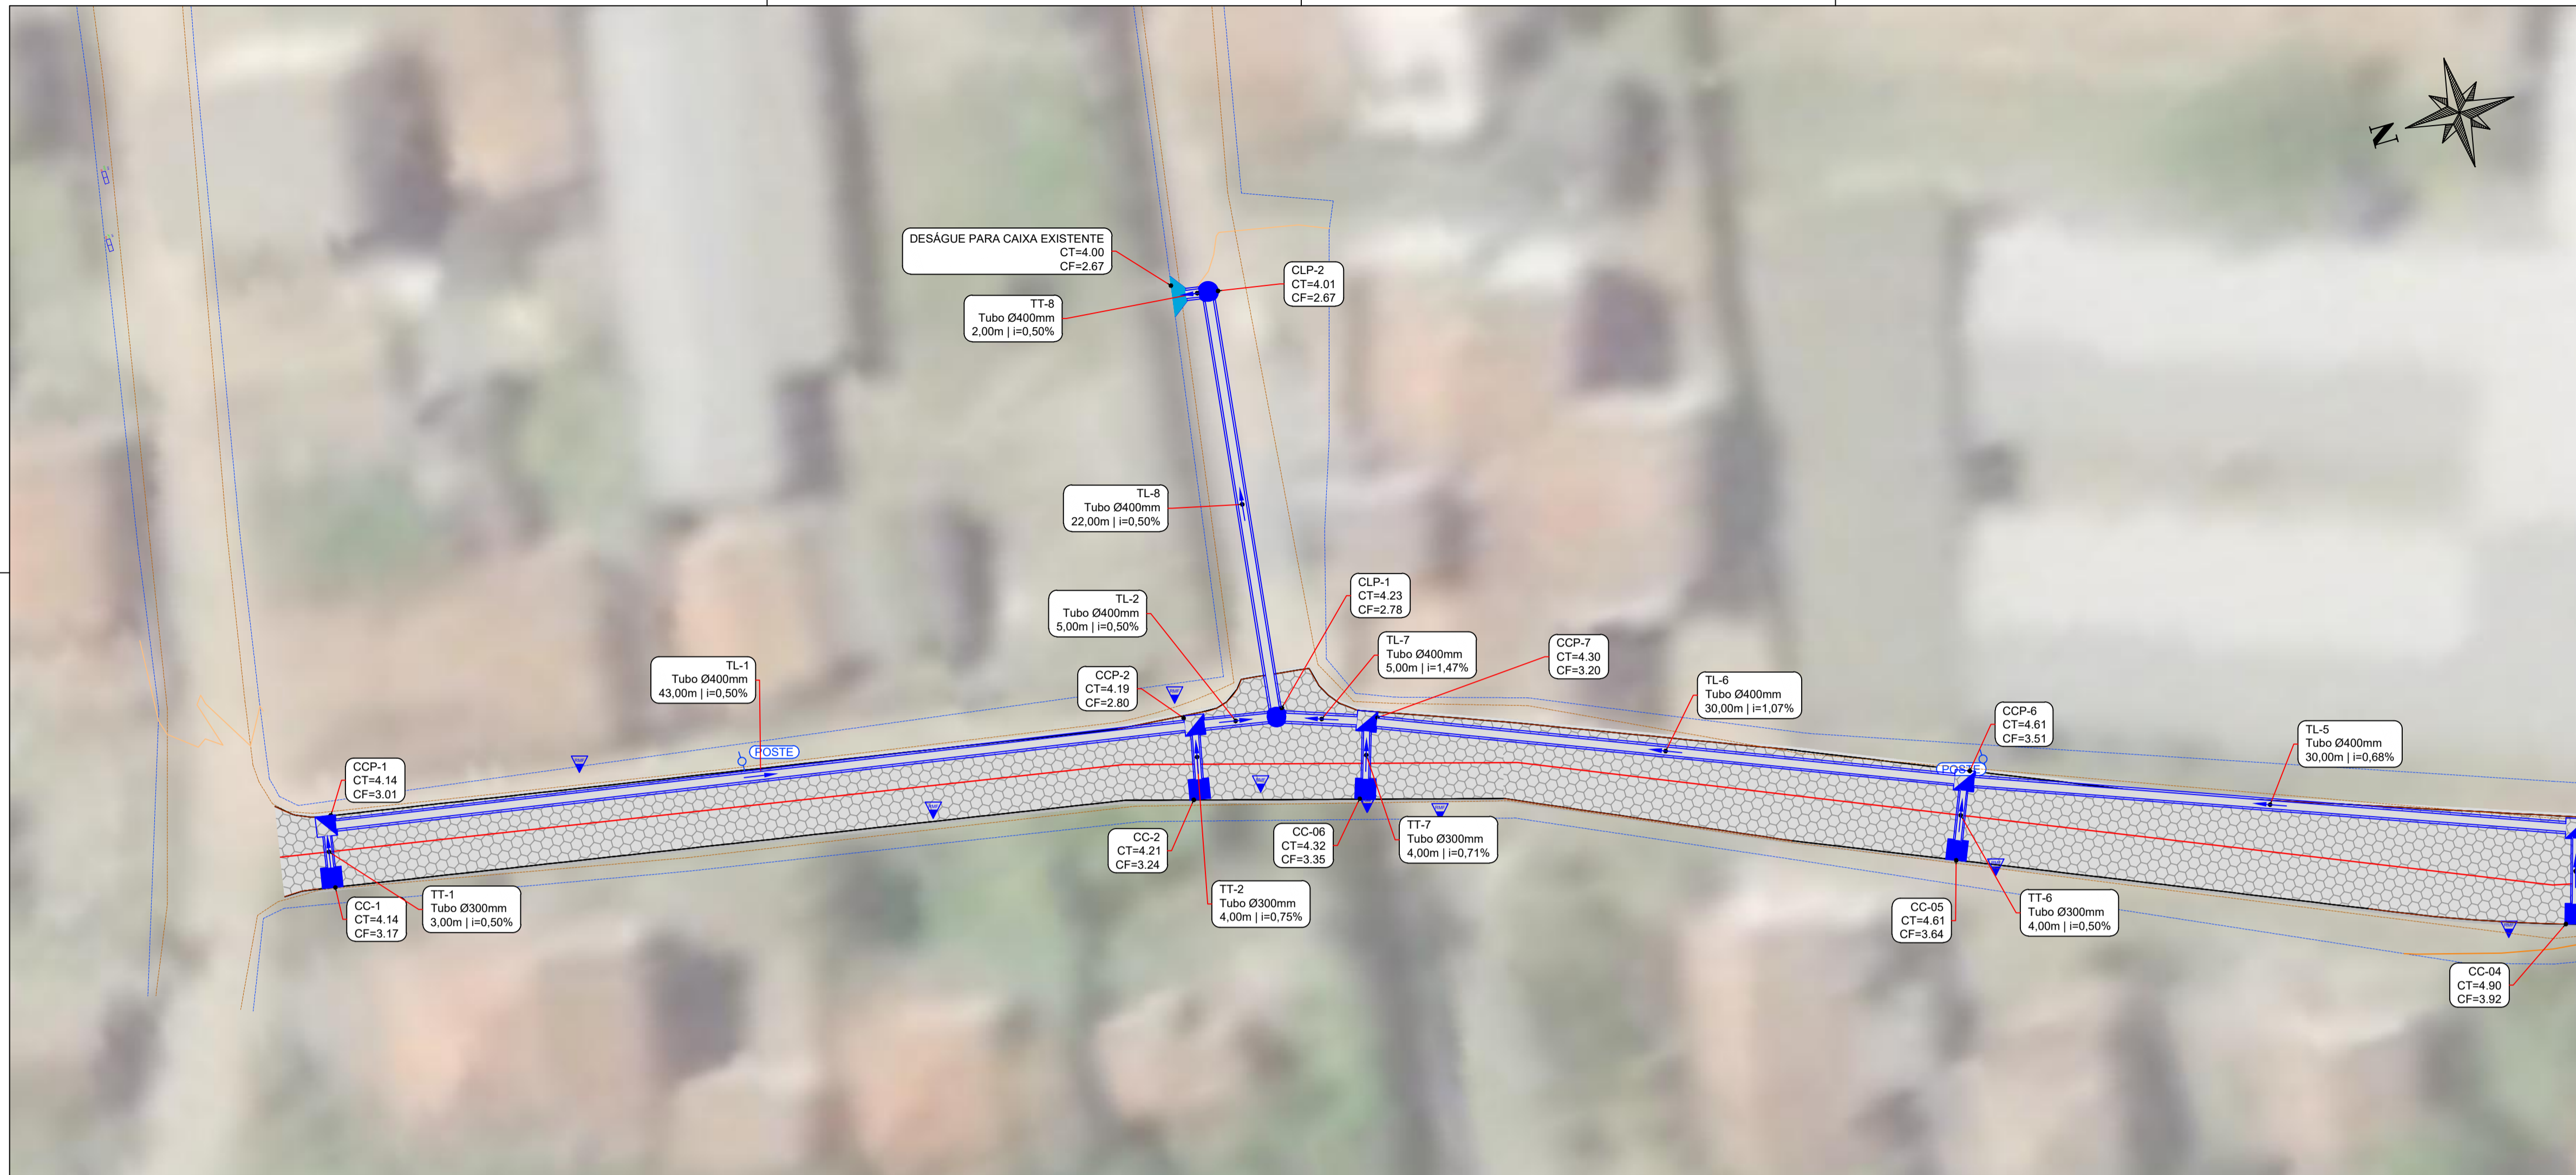 N
DESÁGUE PARA CAIXA EXISTENTE
CT=4.00
CF=2.67
CLP-2
CT=4.01
CF=2.67
TT-8
Tubo Ø400mm
2,00m | i=0,50%
TL-8
Tubo Ø400mm
22,00m | i=0,50%
CLP-1
CT=4.23
CF=2.78
TL-2
Tubo Ø400mm
5,00m | i=0,50%
TL-7
Tubo Ø400mm
5,00m | i=1,47%
CCP-7
CT=4.30
CF=3.20
TL-1
Tubo Ø400mm
43,00m | i=0,50%
CCP-2
CT=4.19
CF=2.80
TL-6
Tubo Ø400mm
30,00m | i=1,07%
CCP-6
CT=4.61
CF=3.51
TL-5
Tubo Ø400mm
30,00m | i=0,68%
POSTE
POSTE
CCP-1
CT=4.14
CF=3.01
CC-2
CT=4.21
CF=3.24
CC-06
CT=4.32
CF=3.35
TT-7
Tubo Ø300mm
4,00m | i=0,71%
CC-1
CT=4.14
CF=3.17
TT-1
Tubo Ø300mm
3,00m | i=0,50%
TT-2
Tubo Ø300mm
4,00m | i=0,75%
CC-05
CT=4.61
CF=3.64
TT-6
Tubo Ø300mm
4,00m | i=0,50%
CC-04
CT=4.90
CF=3.92